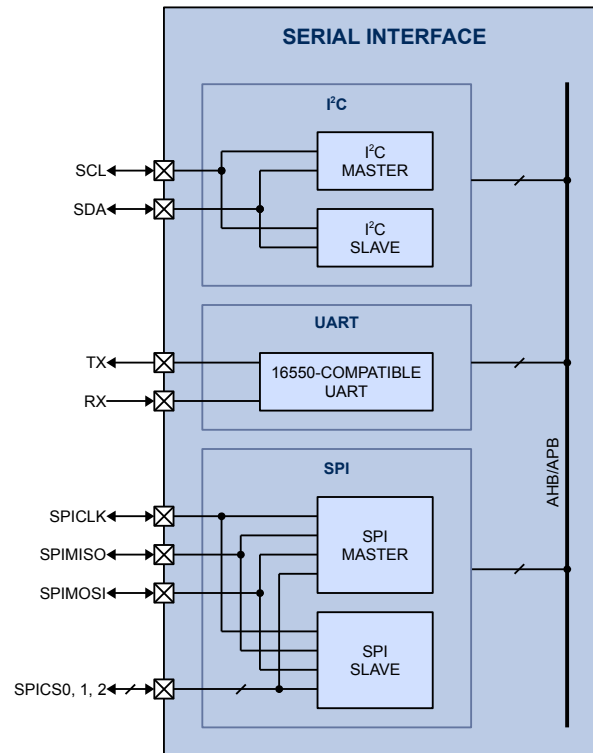 SERIAL INTERFACE
I²C
SCL
SDA
I²C
MASTER
I²C
SLAVE
UART
TX
RX
16550-COMPATIBLE
UART
AHB/APB
SPI
SPICLK
SPIMISO
SPIMOSI
SPI
MASTER
SPI
SLAVE
SPICS0, 1, 2